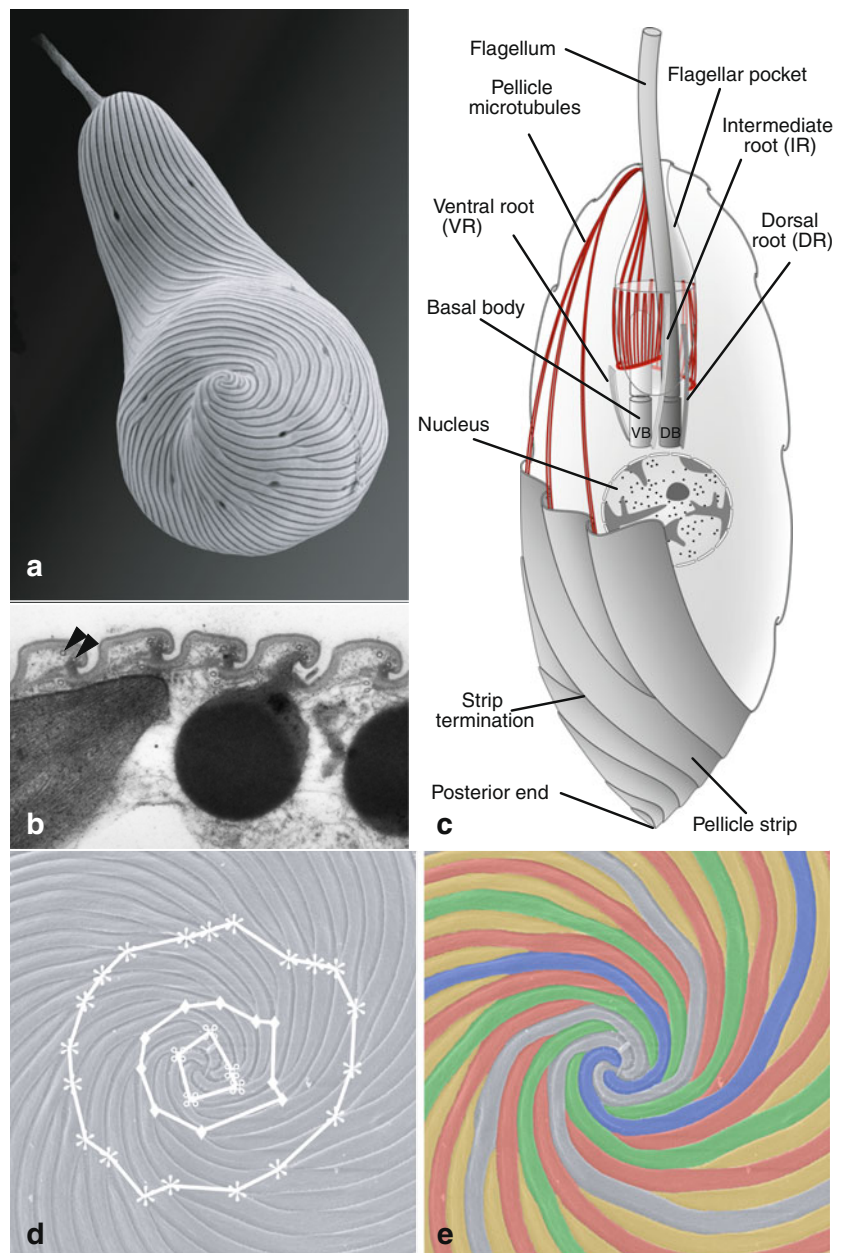 a
Flagellum
Flagellar pocket
Pellicle
microtubules
Intermediate
root (IR)
Ventral root
(VR)
Dorsal
root (DR)
Basal body
VB
DB
Nucleus
Strip
termination
Posterior end
Pellicle strip
b
c
d
e